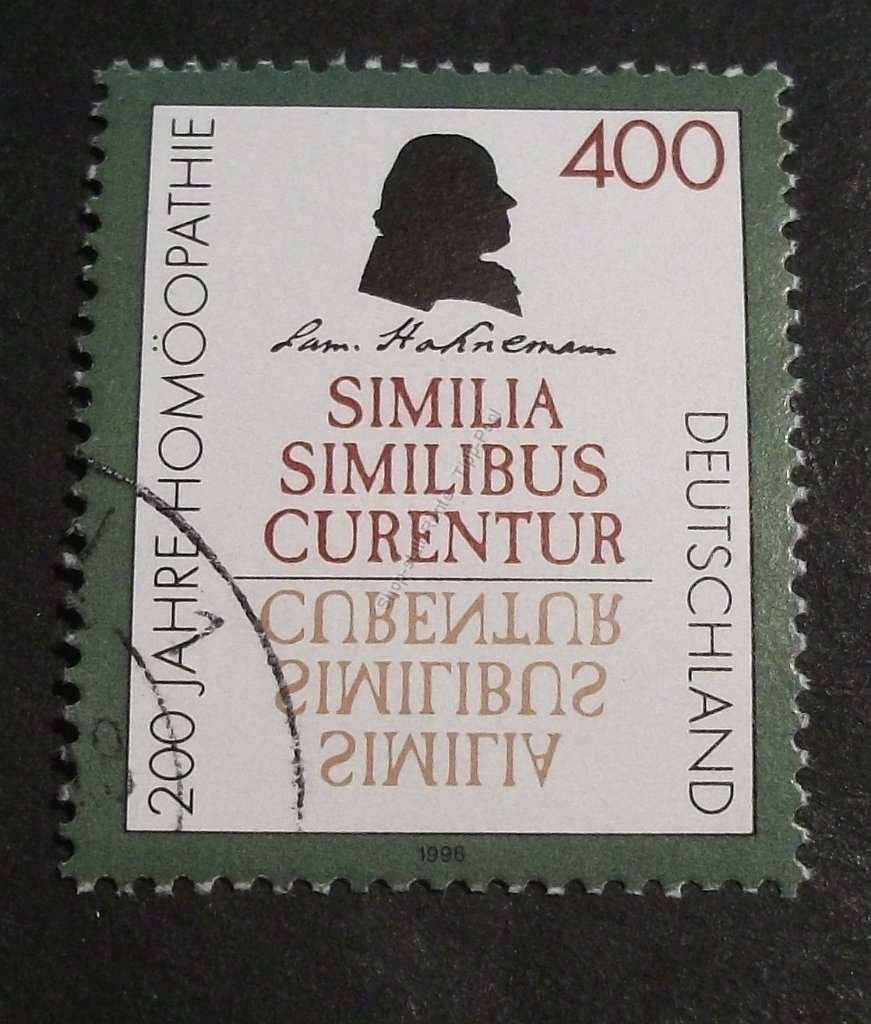 200 JAHRE HOMÖOPATHIE
400
Sam. Hahnemann
SIMILIA
SIMILIBUS
CURENTUR
CURENTUR
SIMILIBUS
SIMILIA
DEUTSCHLAND
1996